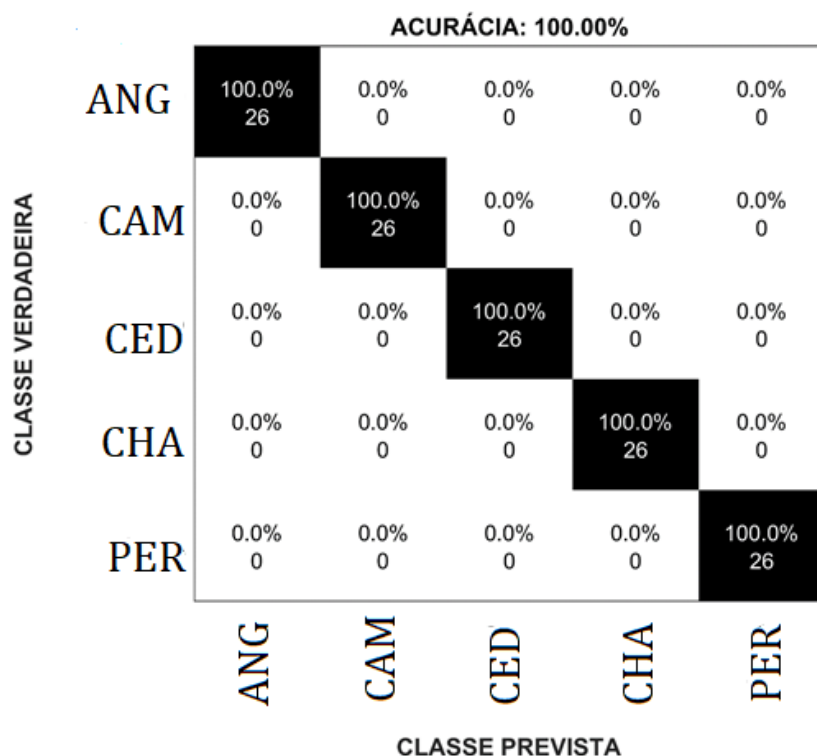 ACURÁCIA: 100.00%
ANG 100.0% 0.0% 0.0% 0.0% 0.0%
26 0 0 0 0
CAM 0.0% 100.0% 0.0% 0.0% 0.0%
0 26 0 0 0
CED 0.0% 0.0% 100.0% 0.0% 0.0%
0 0 26 0 0
CHA 0.0% 0.0% 0.0% 100.0% 0.0%
0 0 0 26 0
PER 0.0% 0.0% 0.0% 0.0% 100.0%
0 0 0 0 26
CLASSE VERDADEIRA
ANG CAM CED CHA PER
CLASSE PREVISTA